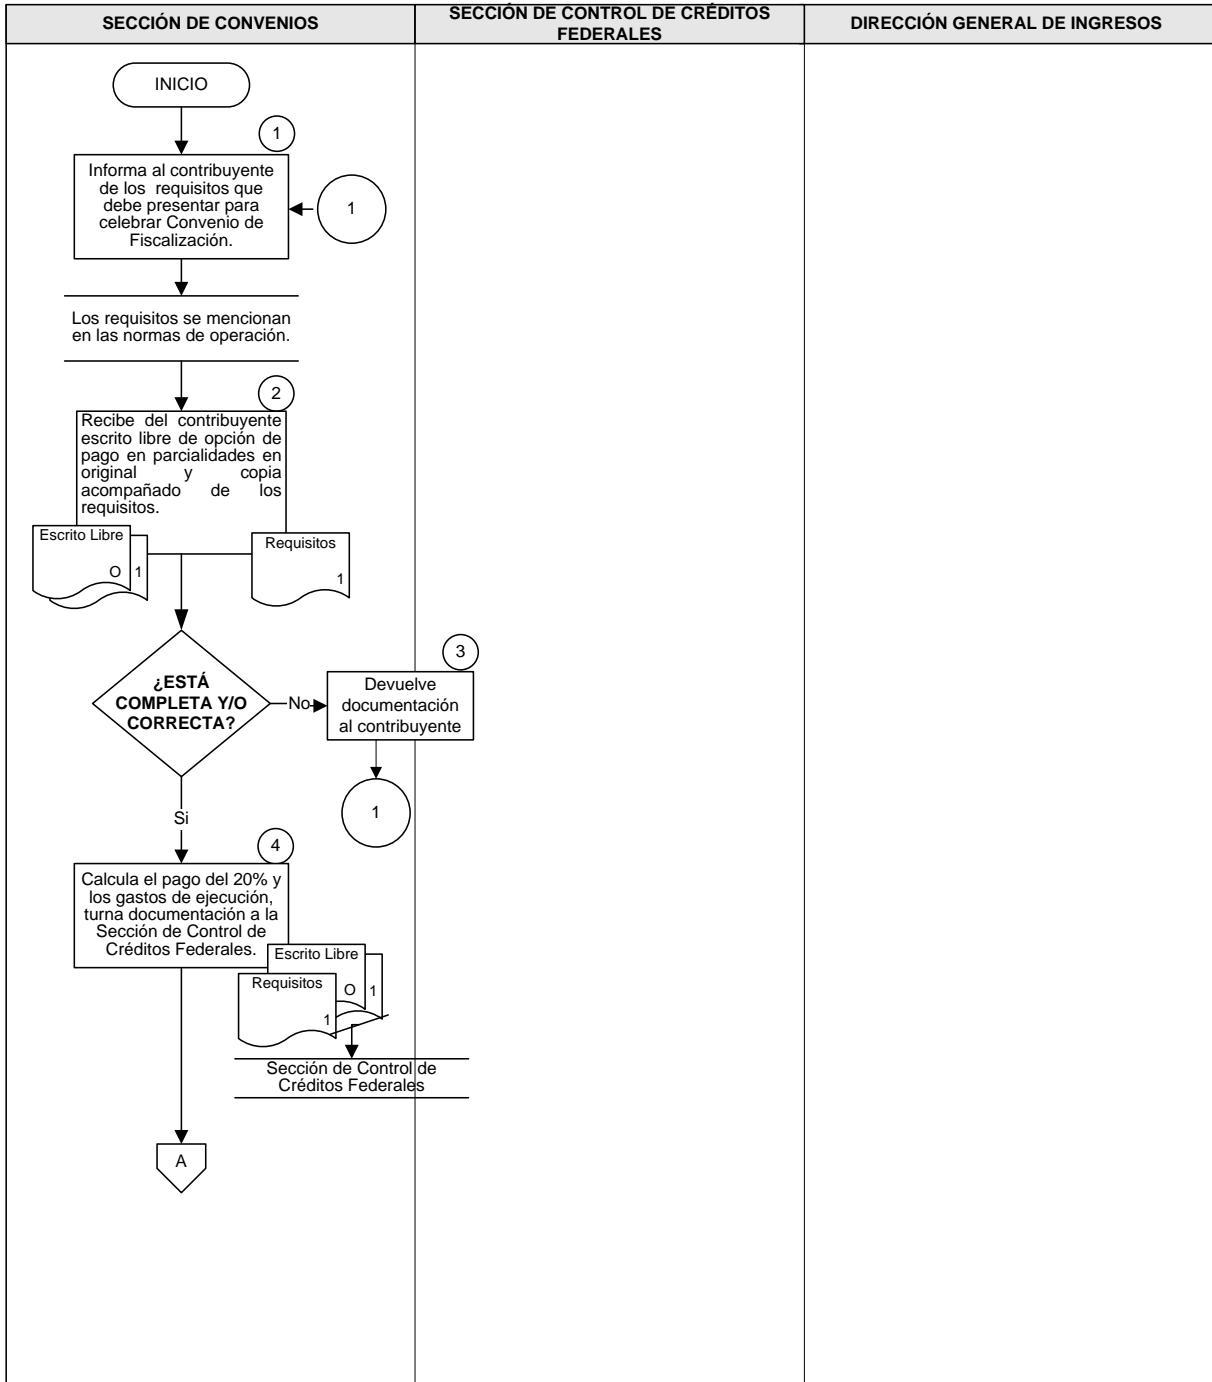 SECCIÓN DE CONVENIOS
SECCIÓN DE CONTROL DE CRÉDITOS
FEDERALES
DIRECCIÓN GENERAL DE INGRESOS
INICIO
1
Informa al contribuyente
de los requisitos que
debe presentar para
celebrar Convenio de
Fiscalización.
1
Los requisitos se mencionan
en las normas de operación.
2
Recibe del contribuyente
escrito libre de opción de
pago en parcialidades en
original y copia
acompañado de los
requisitos.
Escrito Libre
O 1
Requisitos
1
¿ESTÁ
COMPLETA Y/O
CORRECTA?
No
3
Devuelve
documentación
al contribuyente
1
Si
4
Calcula el pago del 20% y
los gastos de ejecución,
turna documentación a la
Sección de Control de
Créditos Federales.
Escrito Libre
O 1
Requisitos
1
Sección de Control de
Créditos Federales
A